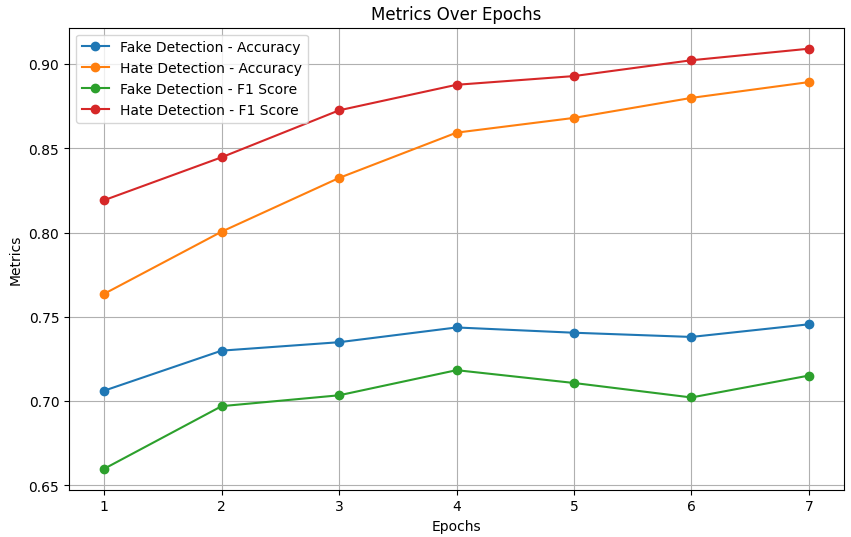 Metrics Over Epochs
Fake Detection - Accuracy
Hate Detection - Accuracy
Fake Detection - F1 Score
Hate Detection - F1 Score
0.90
0.85
0.80
0.75
0.70
0.65
Metrics
1 2 3 4 5 6 7
Epochs